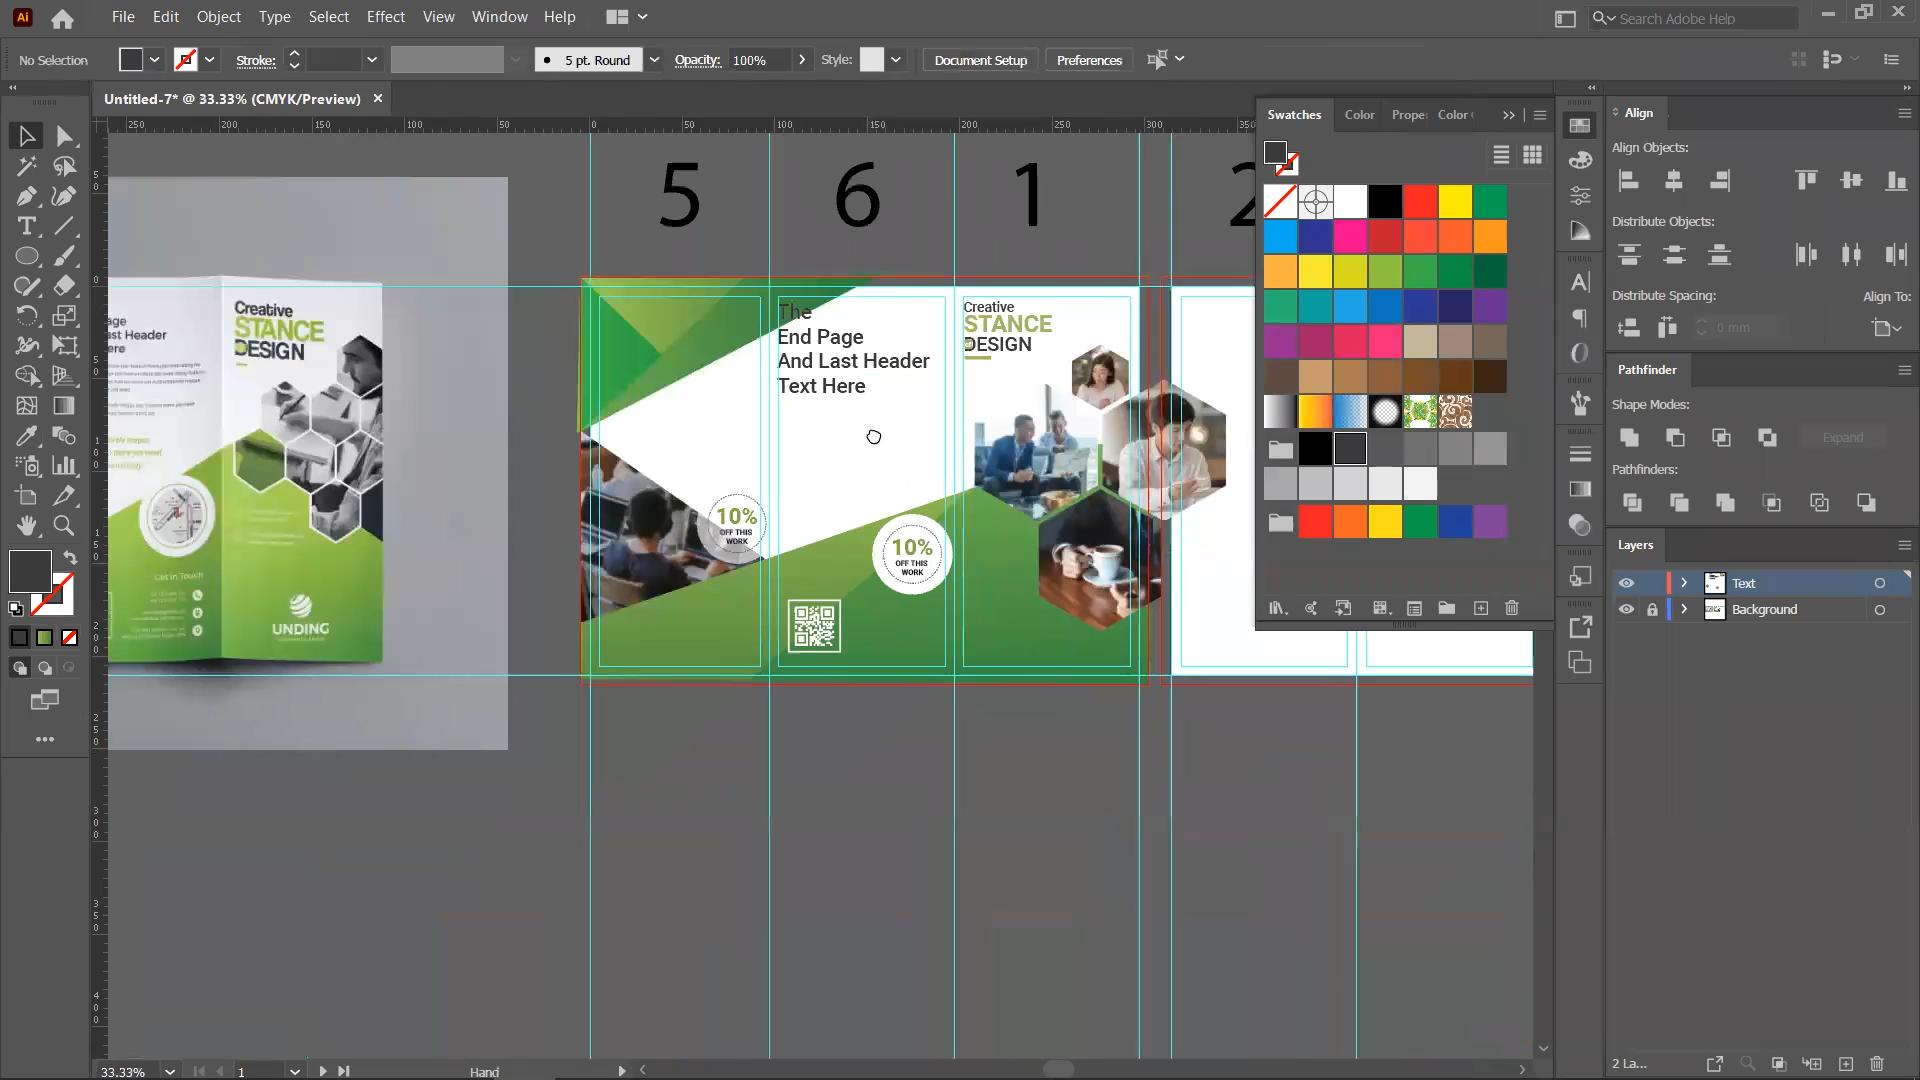 Ai
File Edit Object Type Select Effect View Window Help
Search Adobe Help
No Selection
Stroke:
5 pt. Round
Opacity: 100%
Style:
Document Setup
Preferences
Untitled-7* @ 33.33% (CMYK/Preview)
250 200 150 100 50 0 50 100 150 200 250 300 350
5 6 1 2
Creative
STANCE
DESIGN
ast Header
Get In Touch
UNDING
The
End Page
And Last Header
Text Here
Creative
STANCE
DESIGN
10%
OFF THIS
WORK
10%
OFF THIS
WORK
Swatches Color Prope Color
Align
Align Objects:
Distribute Objects:
Distribute Spacing:
Align To:
0 mm
Pathfinder
Shape Modes:
Expand
Pathfinders:
Layers
Text
Background
2 La...
33.33%
1
Hand